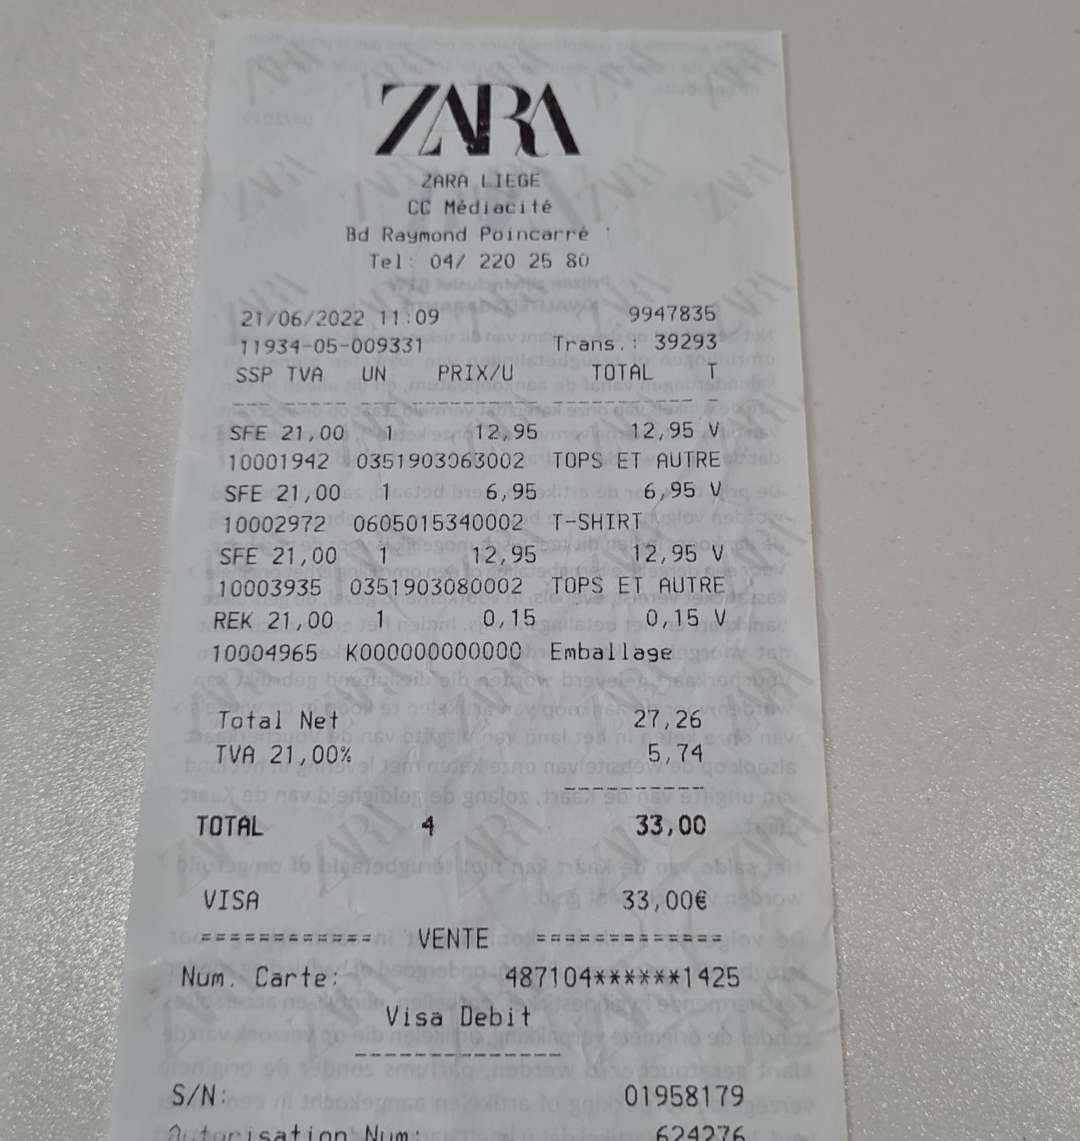 ZARA
ZARA LIEGE
CC Médiacité
Bd Raymond Poincarré
Tel: 04/ 220 25 80
21/06/2022 11:09 9947835
11934-05-009331 Trans.: 39293
SSP TVA UN PRIX/U TOTAL T
SFE 21,00 1 12,95 12,95 V
10001942 0351903063002 TOPS ET AUTRE
SFE 21,00 1 6,95 6,95 V
10002972 0605015340002 T-SHIRT
SFE 21,00 1 12,95 12,95 V
10003935 0351903080002 TOPS ET AUTRE
REK 21,00 1 0,15 0,15 V
10004965 K000000000000 Emballage
Total Net 27,26
TVA 21,00% 5,74
TOTAL 4 33,00
VISA 33,00€
============ VENTE =============
Num. Carte: 487104******1425
Visa Debit
S/N: 01958179
Autorisation Num: 624276